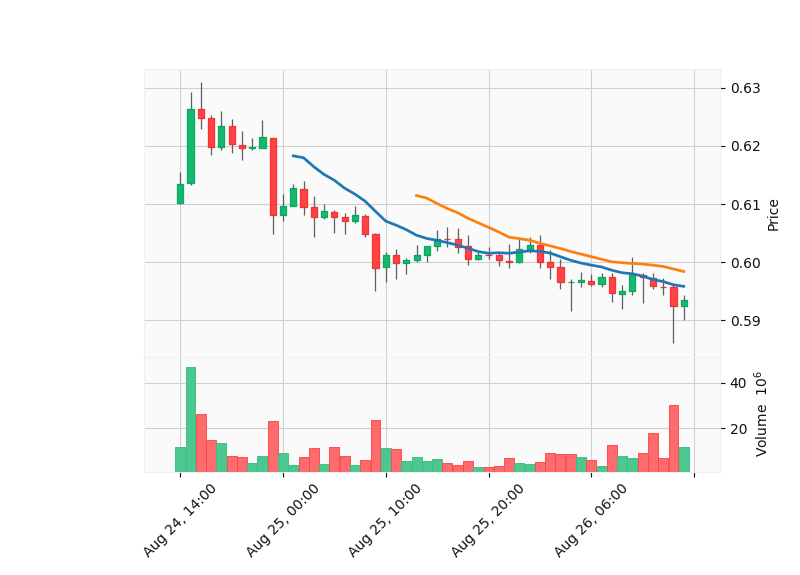 0.63
0.62
0.61
0.60
0.59
Price
40
20
Volume 10^6
Aug 24, 14:00
Aug 25, 00:00
Aug 25, 10:00
Aug 25, 20:00
Aug 26, 06:00